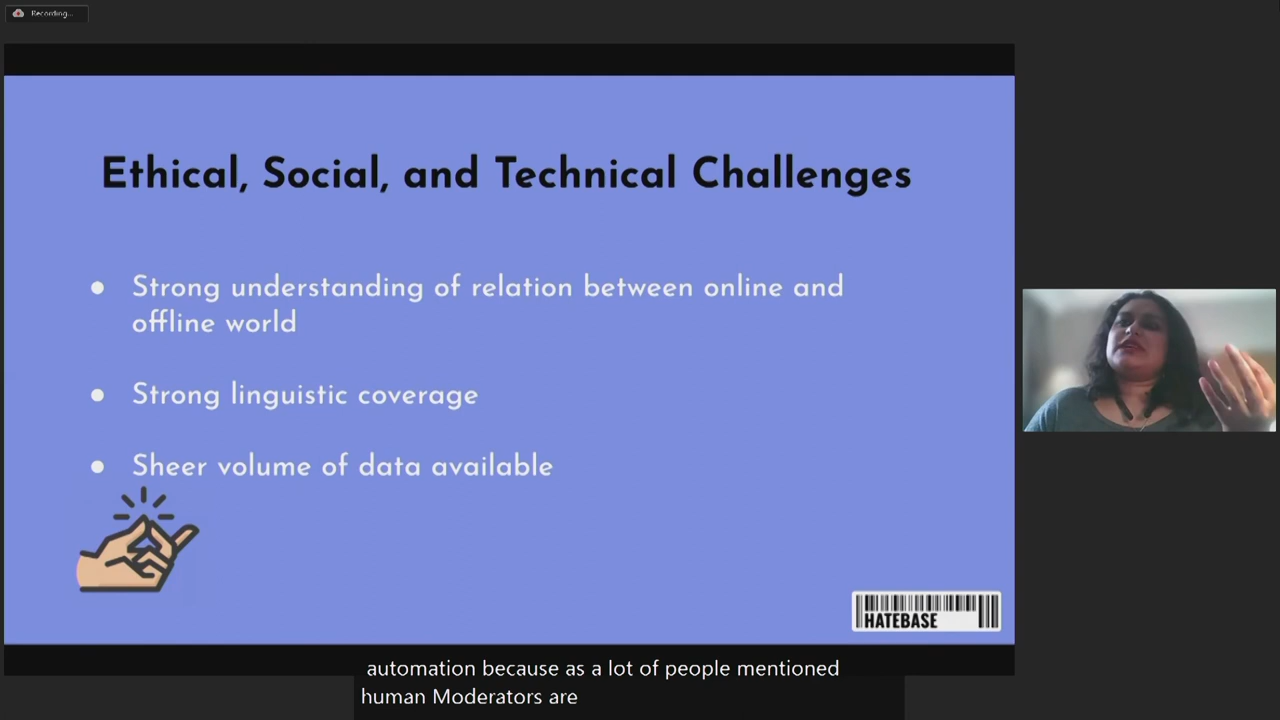 Recording...
Ethical, Social, and Technical Challenges
● Strong understanding of relation between online and
offline world
● Strong linguistic coverage
● Sheer volume of data available
HATEBASE
automation because as a lot of people mentioned
human Moderators are